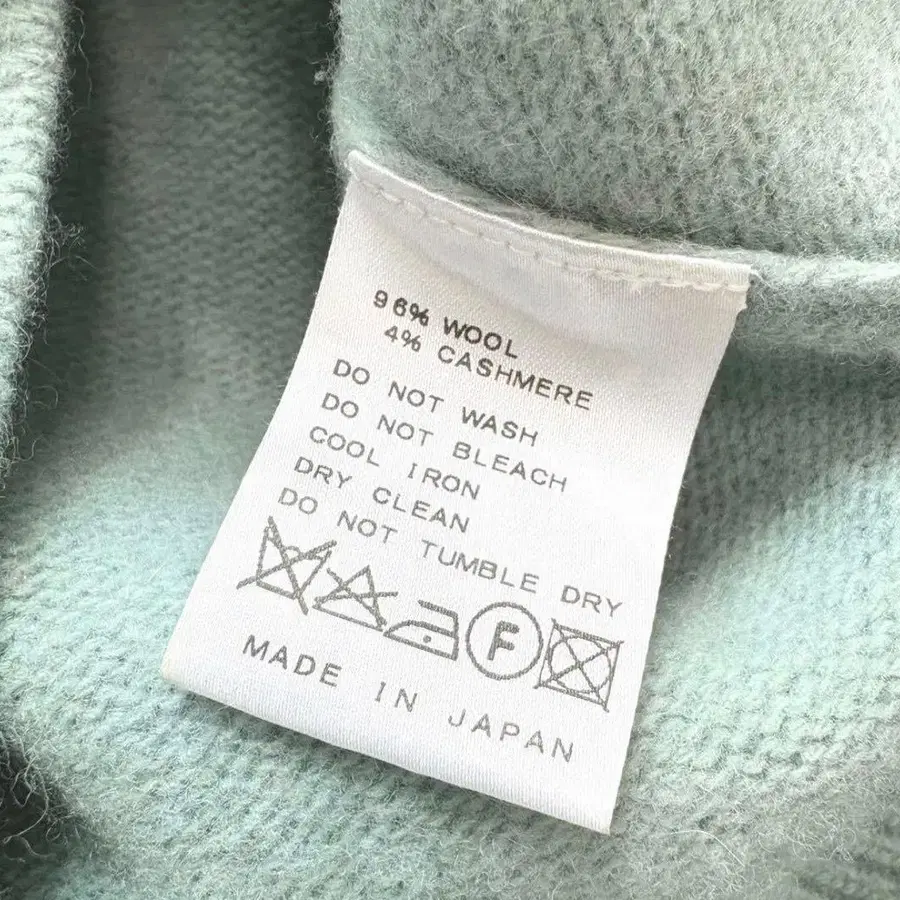 96% WOOL
4% CASHMERE
DO NOT WASH
DO NOT BLEACH
COOL IRON
DRY CLEAN
DO NOT TUMBLE DRY
F
MADE IN JAPAN